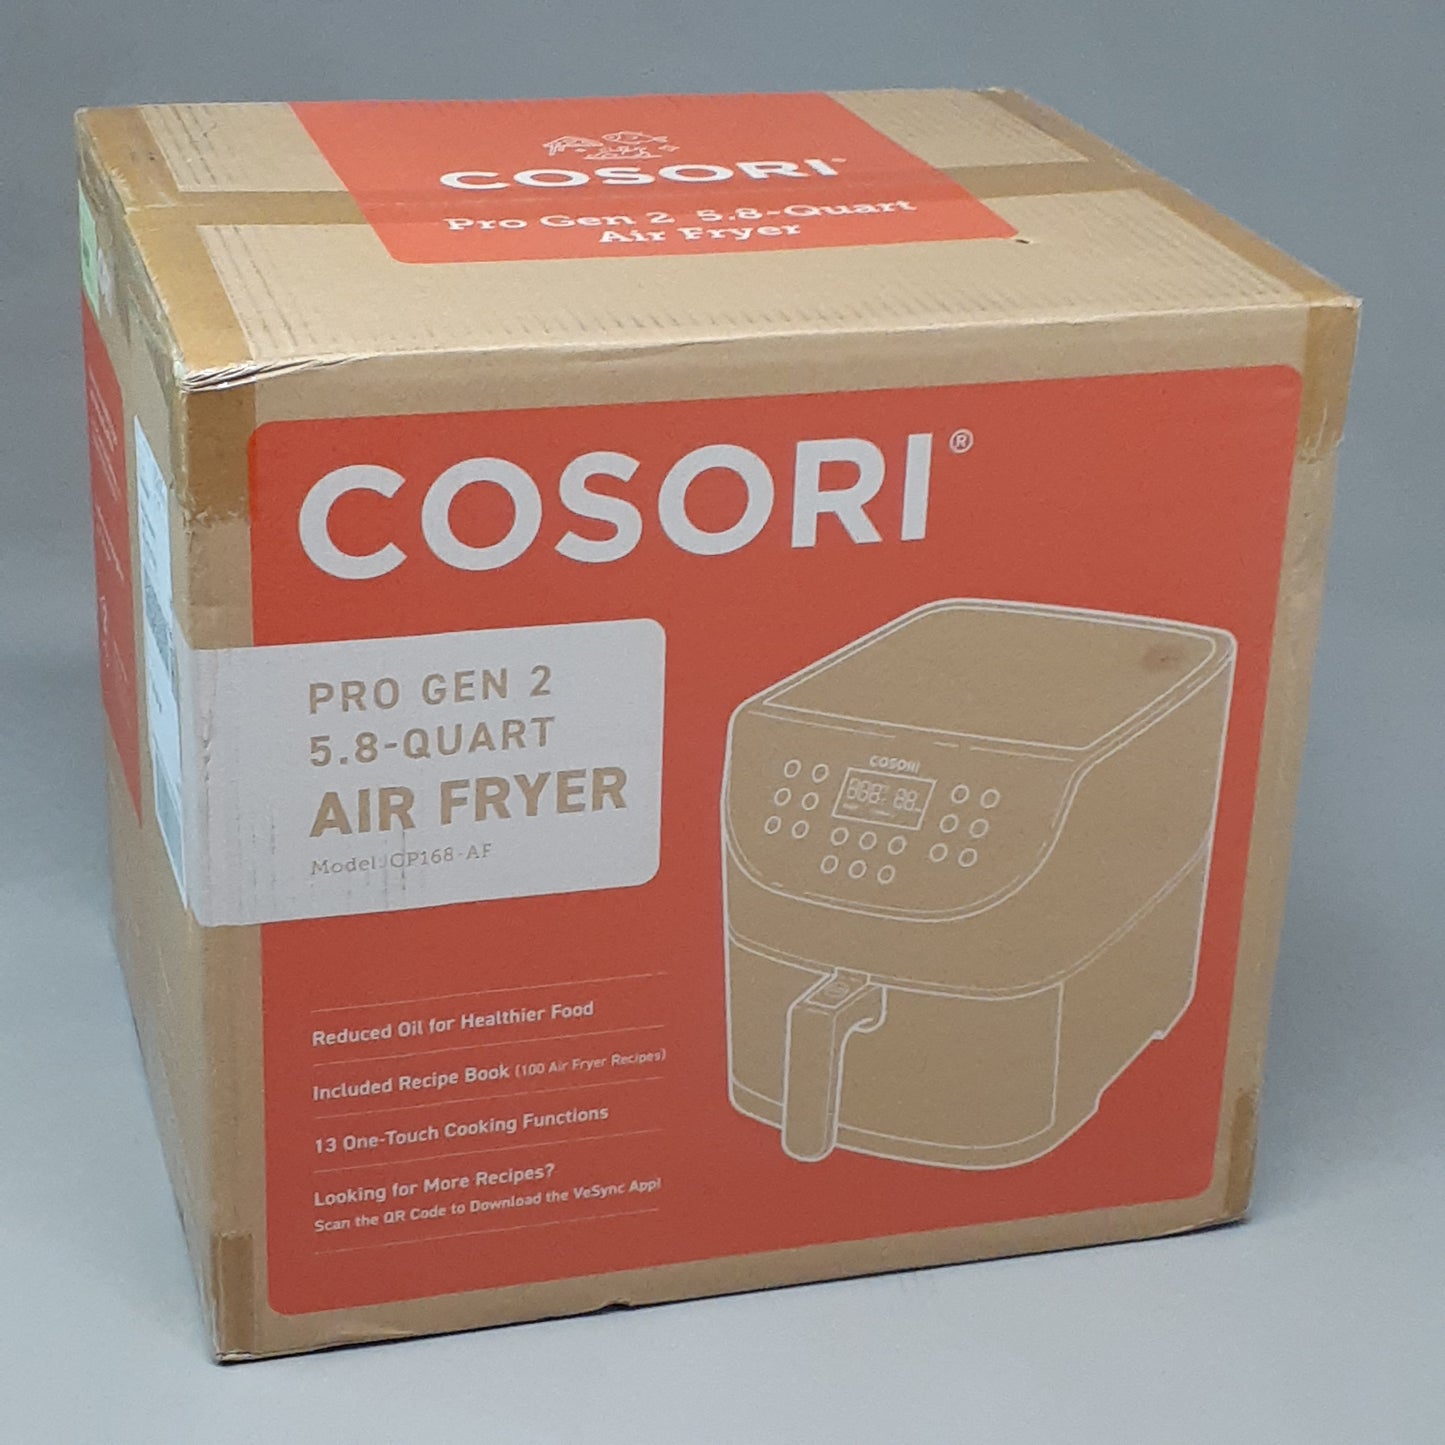 COSORI
Pro Gen 2 5.8-Quart
Air Fryer
COSORI®
PRO GEN 2
5.8-QUART
AIR FRYER
Model: CP168-AF
COSORI
Reduced Oil for Healthier Food
Included Recipe Book (100 Air Fryer Recipes)
13 One-Touch Cooking Functions
Looking for More Recipes?
Scan the QR Code to Download the VeSync App!